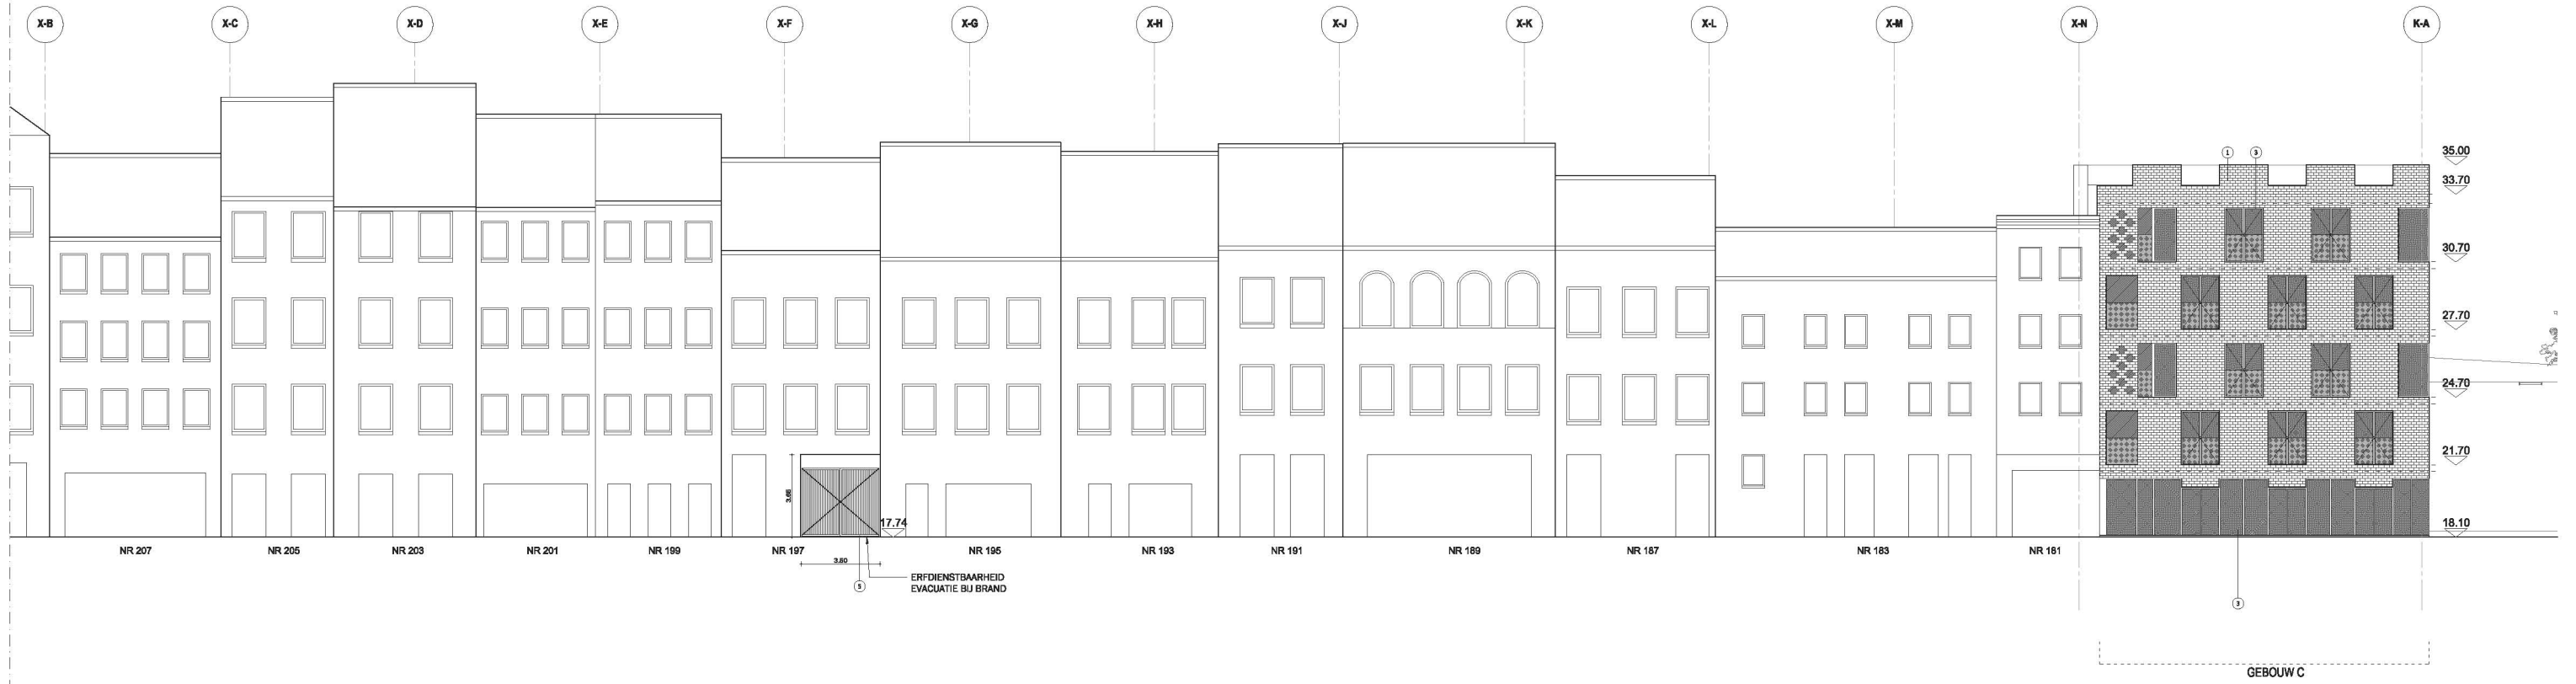 X-B X-C X-D X-E X-F X-G X-H X-J X-K X-L X-M X-N K-A
1 3
35.00
33.70
30.70
27.70
24.70
21.70
18.10
3.66
17.74
NR 207 NR 205 NR 203 NR 201 NR 199 NR 197 NR 195 NR 193 NR 191 NR 189 NR 187 NR 183 NR 181
3.80
5
ERFDIENSTBAARHEID
EVACUATIE BIJ BRAND
3
GEBOUW C